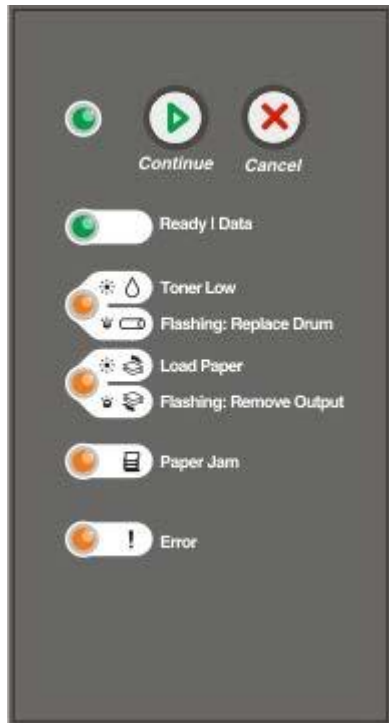 Continue
Cancel
Ready | Data
Toner Low
Flashing: Replace Drum
Load Paper
Flashing: Remove Output
Paper Jam
!
Error